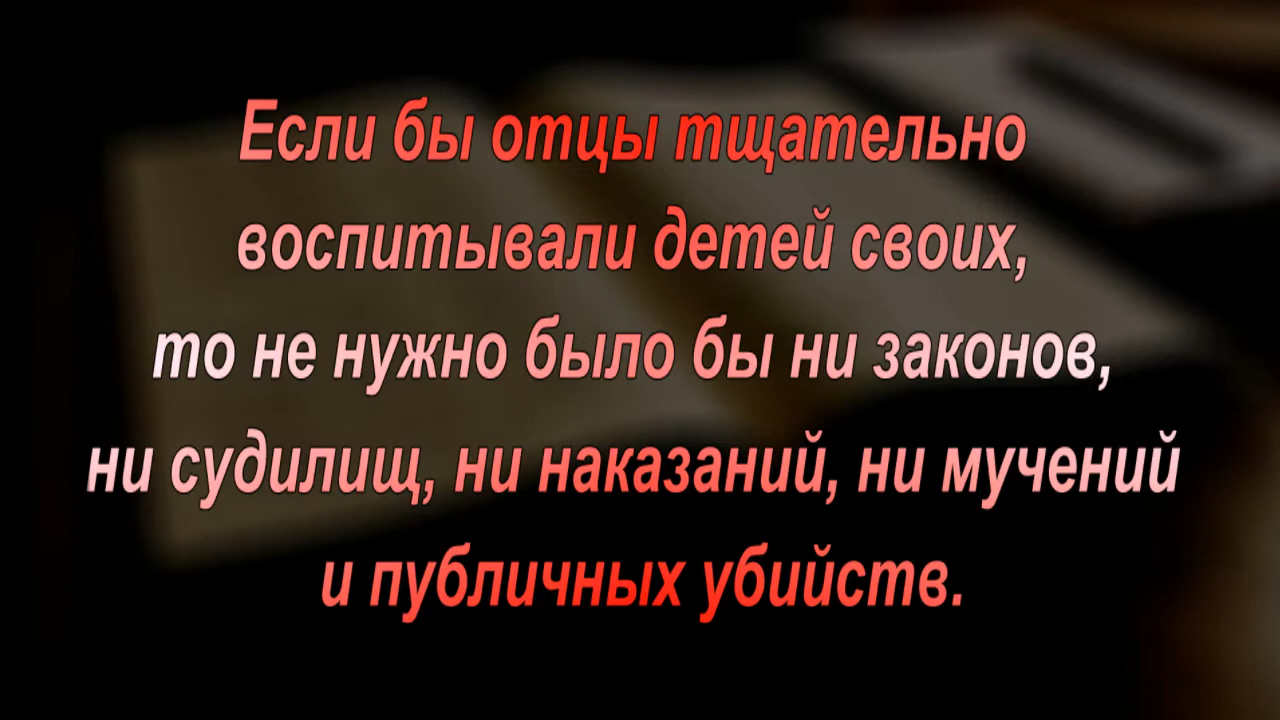 Если бы отцы тщательно
воспитывали детей своих,
то не нужно было бы ни законов,
ни судилищ, ни наказаний, ни мучений
и публичных убийств.